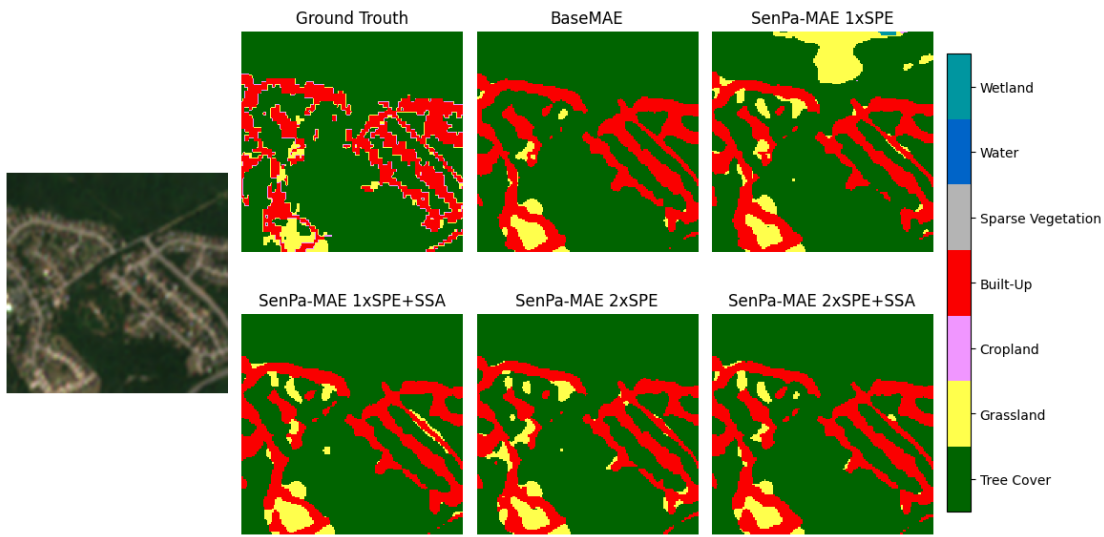 Ground Trouth
BaseMAE
SenPa-MAE 1xSPE
SenPa-MAE 1xSPE+SSA
SenPa-MAE 2xSPE
SenPa-MAE 2xSPE+SSA
Wetland
Water
Sparse Vegetation
Built-Up
Cropland
Grassland
Tree Cover